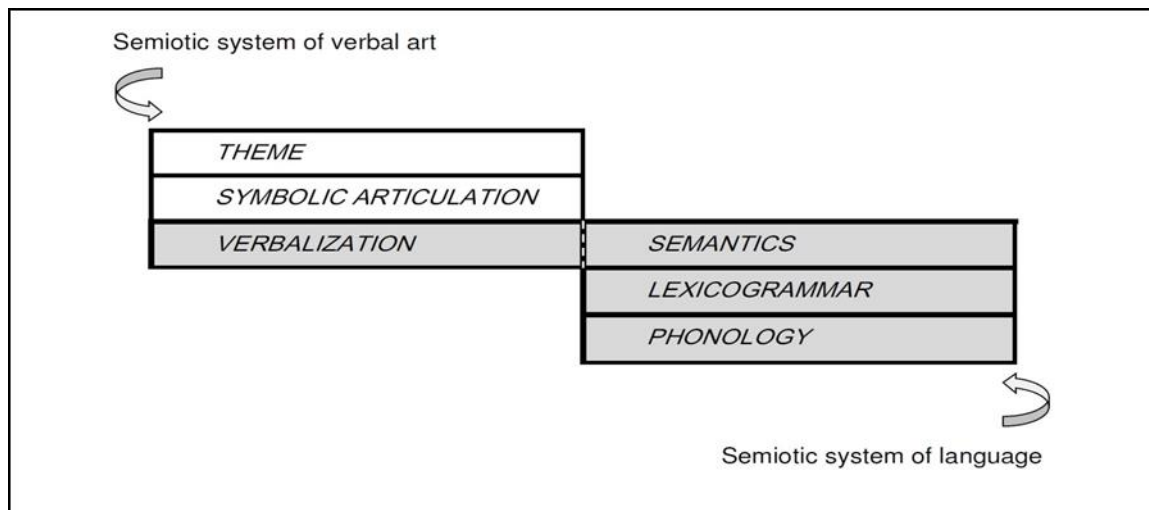 Semiotic system of verbal art
THEME
SYMBOLIC ARTICULATION
VERBALIZATION
SEMANTICS
LEXICOGRAMMAR
PHONOLOGY
Semiotic system of language